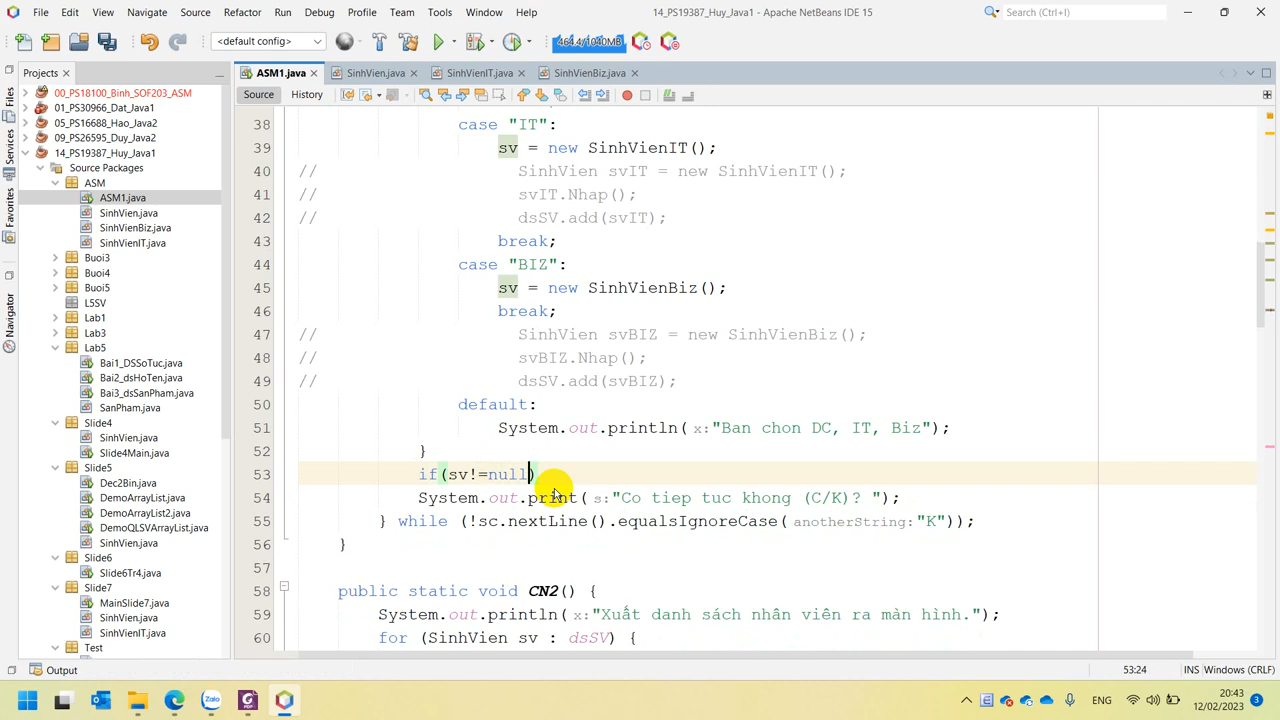 File Edit View Navigate Source Refactor Run Debug Profile Team Tools Window Help
14_PS19387_Huy_Java1 - Apache NetBeans IDE 15
Search (Ctrl+I)
<default config>
464.4/1040MB
Projects
ASM1.java
SinhVien.java
SinhVienIT.java
SinhVienBiz.java
Source
History
Files
Services
Favorites
Navigator
00_PS18100_Binh_SOF203_ASM
01_PS30966_Dat_Java1
05_PS16688_Hao_Java2
09_PS26595_Duy_Java2
14_PS19387_Huy_Java1
Source Packages
ASM
ASM1.java
SinhVien.java
SinhVienBiz.java
SinhVienIT.java
Buoi3
Buoi4
Buoi5
L5SV
Lab1
Lab3
Lab5
Bai1_DSSoTuc.java
Bai2_dsHoTen.java
Bai3_dsSanPham.java
SanPham.java
Slide4
SinhVien.java
Slide4Main.java
Slide5
Dec2Bin.java
DemoArrayList.java
DemoArrayList2.java
DemoQLSVArrayList.java
SinhVien.java
Slide6
Slide6Tr4.java
Slide7
MainSlide7.java
SinhVien.java
SinhVienIT.java
Test
38 case "IT":
39 sv = new SinhVienIT();
40 // SinhVien svIT = new SinhVienIT();
41 // svIT.Nhap();
42 // dsSV.add(svIT);
43 break;
44 case "BIZ":
45 sv = new SinhVienBiz();
46 break;
47 // SinhVien svBIZ = new SinhVienBiz();
48 // svBIZ.Nhap();
49 // dsSV.add(svBIZ);
50 default:
51 System.out.println(x:"Ban chon DC, IT, Biz");
52 }
53 if(sv!=null)
54 System.out.print(s:"Co tiep tuc khong (C/K)? ");
55 } while (!sc.nextLine().equalsIgnoreCase(anotherString:"K"));
56 }
57
58 public static void CN2() {
59 System.out.println(x:"Xuất danh sách nhân viên ra màn hình.");
60 for (SinhVien sv : dsSV) {
Output
53:24
INS
Windows (CRLF)
Zalo
ENG
20:43
12/02/2023
3